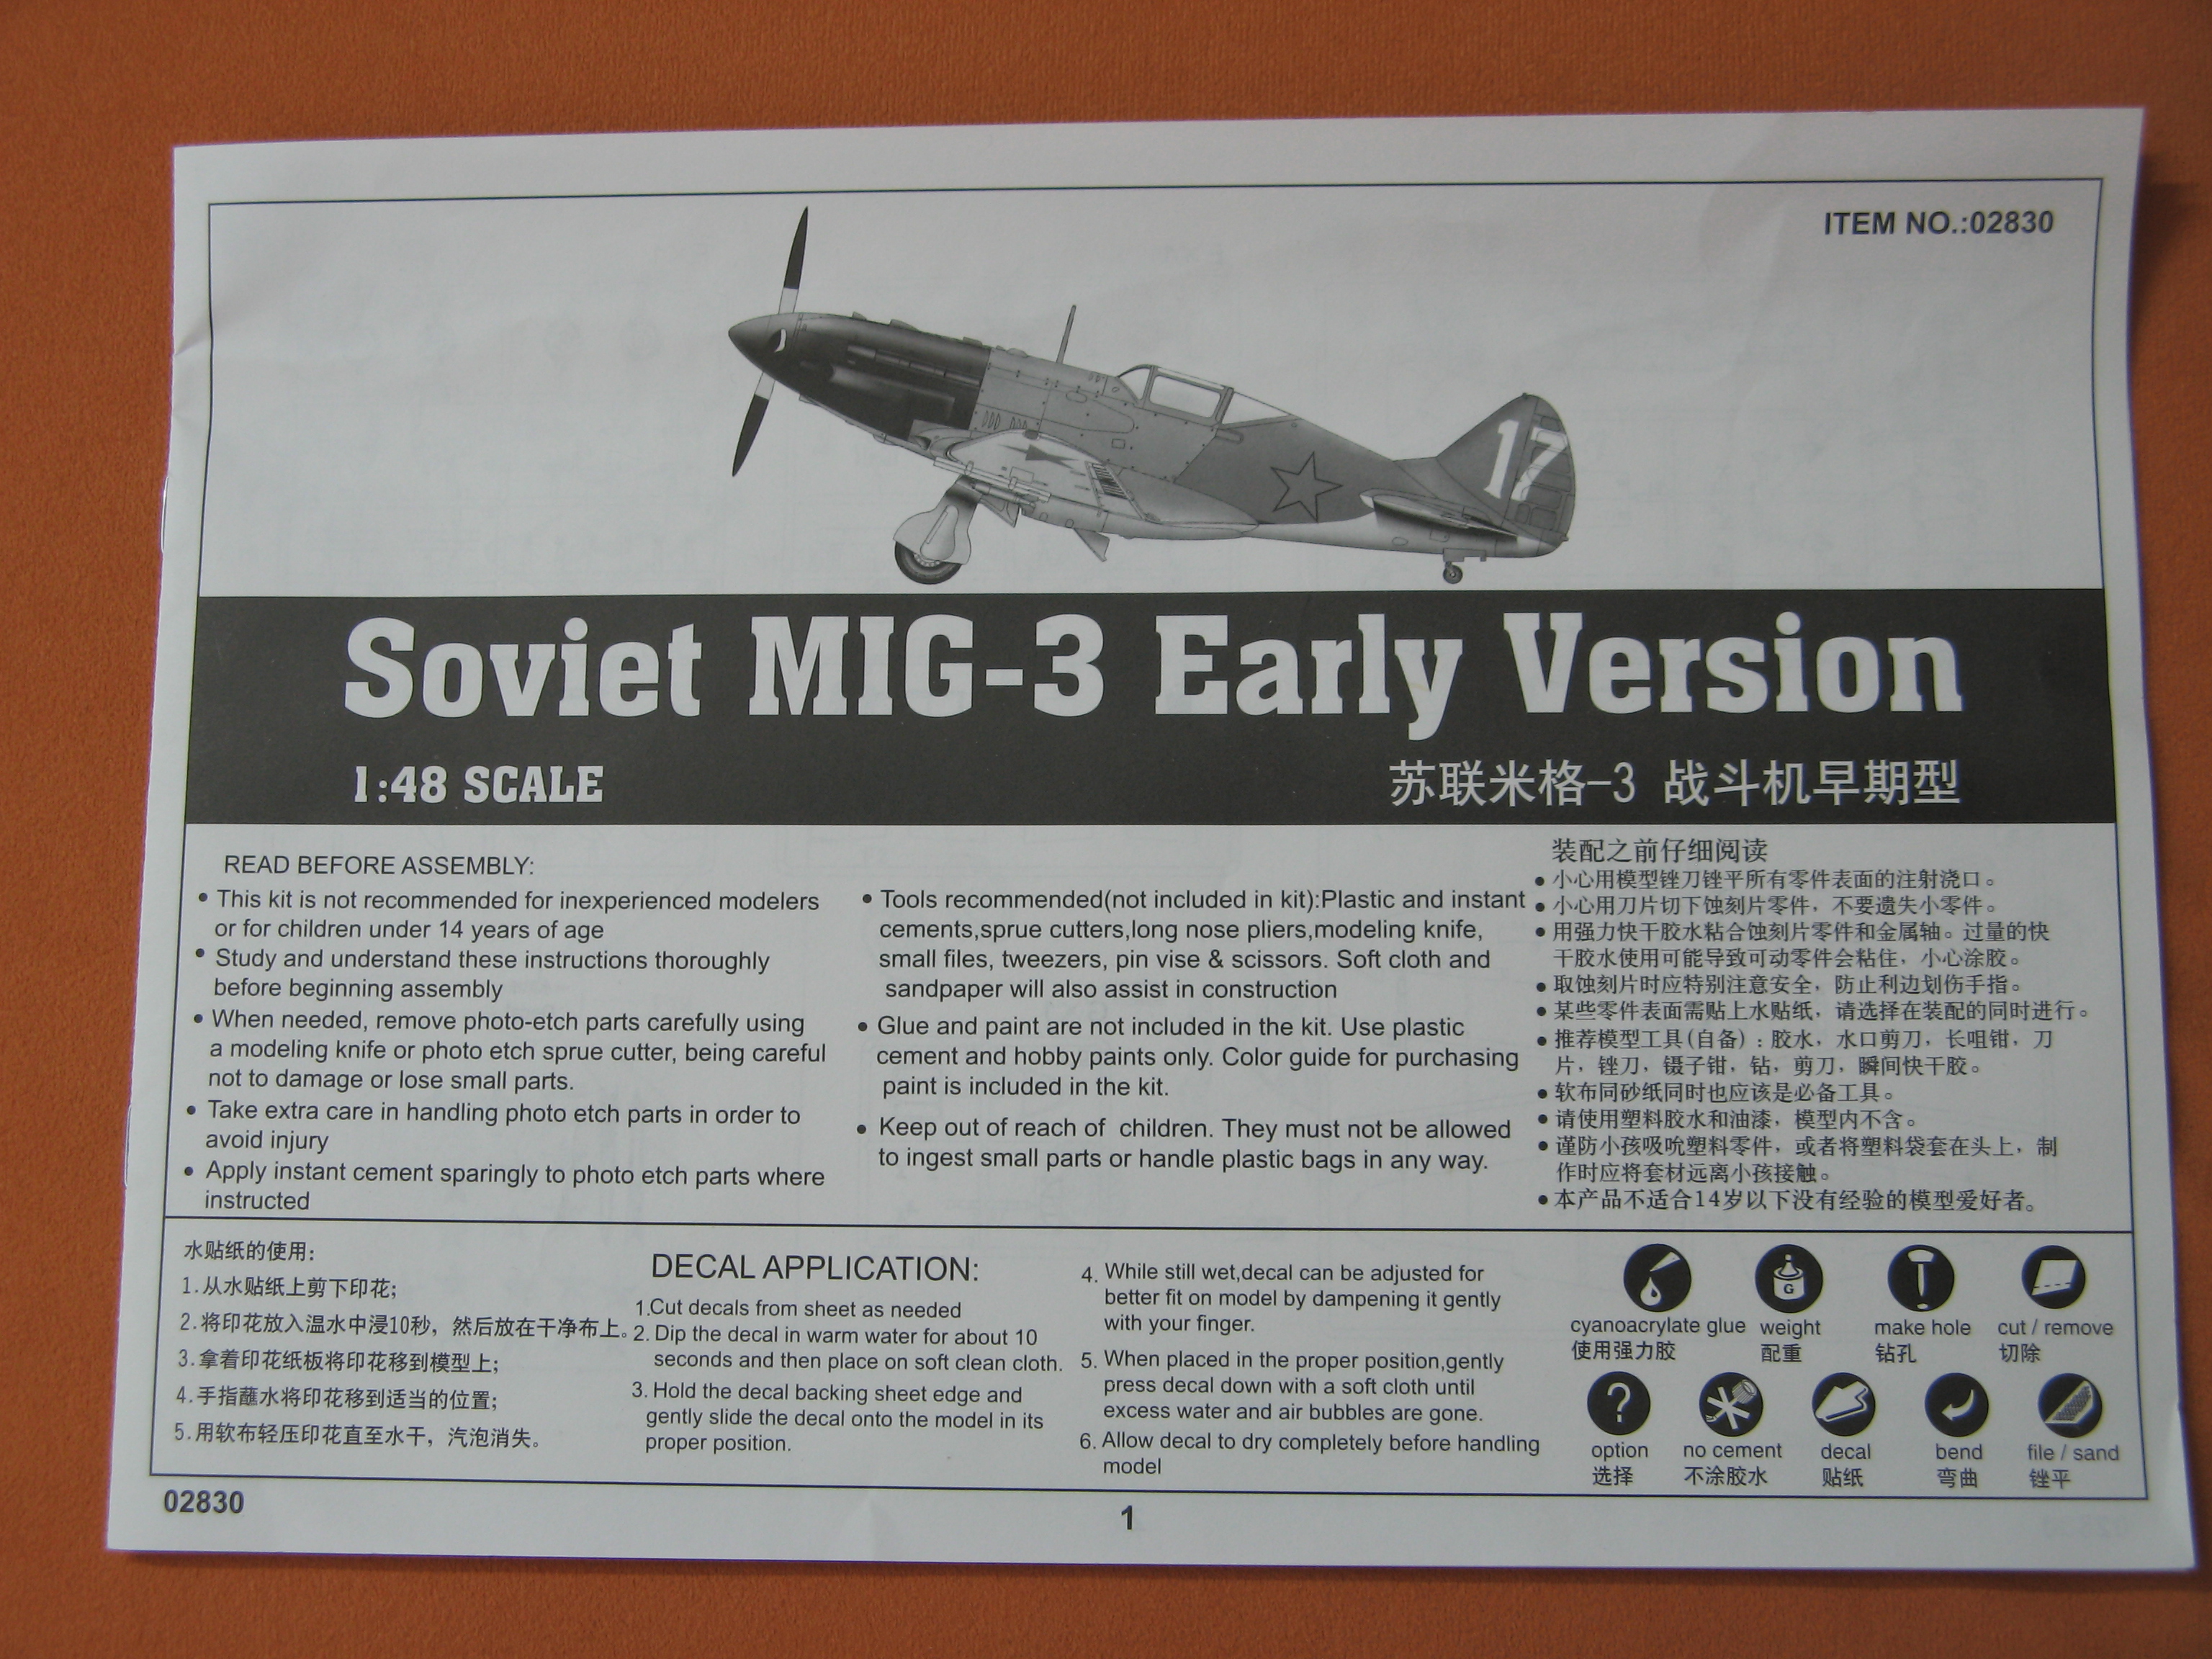 ITEM NO.:02830
17
Soviet MIG-3 Early Version
1:48 SCALE
苏联米格-3 战斗机早期型
READ BEFORE ASSEMBLY:
• This kit is not recommended for inexperienced modelers
or for children under 14 years of age
• Study and understand these instructions thoroughly
before beginning assembly
• When needed, remove photo-etch parts carefully using
a modeling knife or photo etch sprue cutter, being careful
not to damage or lose small parts.
• Take extra care in handling photo etch parts in order to
avoid injury
• Apply instant cement sparingly to photo etch parts where
instructed
• Tools recommended(not included in kit):Plastic and instant
cements,sprue cutters,long nose pliers,modeling knife,
small files, tweezers, pin vise & scissors. Soft cloth and
sandpaper will also assist in construction
• Glue and paint are not included in the kit. Use plastic
cement and hobby paints only. Color guide for purchasing
paint is included in the kit.
• Keep out of reach of children. They must not be allowed
to ingest small parts or handle plastic bags in any way.
装配之前仔细阅读
• 小心用模型锉刀锉平所有零件表面的注射浇口。
• 小心用刀片切下蚀刻片零件，不要遗失小零件。
• 用强力快干胶水粘合蚀刻片零件和金属轴。过量的快
干胶水使用可能导致可动零件会粘住，小心涂胶。
• 取蚀刻片时应特别注意安全，防止利边划伤手指。
• 某些零件表面需贴上水贴纸，请选择在装配的同时进行。
• 推荐模型工具(自备)：胶水，水口剪刀，长咀钳，刀
片，锉刀，镊子钳，钻，剪刀，瞬间快干胶。
• 软布同砂纸同时也应该是必备工具。
• 请使用塑料胶水和油漆，模型内不含。
• 谨防小孩吸吮塑料零件，或者将塑料袋套在头上，制
作时应将套材远离小孩接触。
• 本产品不适合14岁以下没有经验的模型爱好者。
水贴纸的使用:
1.从水贴纸上剪下印花;
2.将印花放入温水中浸10秒，然后放在干净布上。
3.拿着印花纸板将印花移到模型上;
4.手指蘸水将印花移到适当的位置;
5.用软布轻压印花直至水干，汽泡消失。
DECAL APPLICATION:
1.Cut decals from sheet as needed
2. Dip the decal in warm water for about 10
seconds and then place on soft clean cloth.
3. Hold the decal backing sheet edge and
gently slide the decal onto the model in its
proper position.
4. While still wet,decal can be adjusted for
better fit on model by dampening it gently
with your finger.
5. When placed in the proper position,gently
press decal down with a soft cloth until
excess water and air bubbles are gone.
6. Allow decal to dry completely before handling
model
G
cyanoacrylate glue weight make hole cut / remove
使用强力胶 配重 钻孔 切除
?
option no cement decal bend file / sand
选择 不涂胶水 贴纸 弯曲 锉平
02830
1